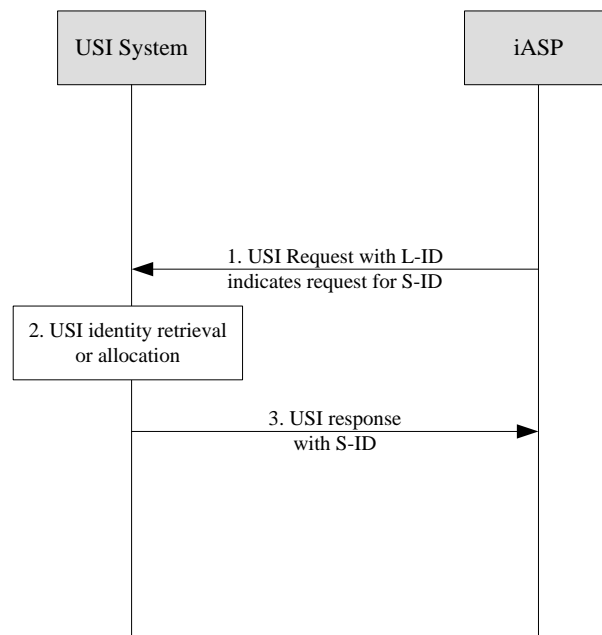 USI System
iASP
1. USI Request with L-ID
indicates request for S-ID
2. USI identity retrieval
or allocation
3. USI response
with S-ID